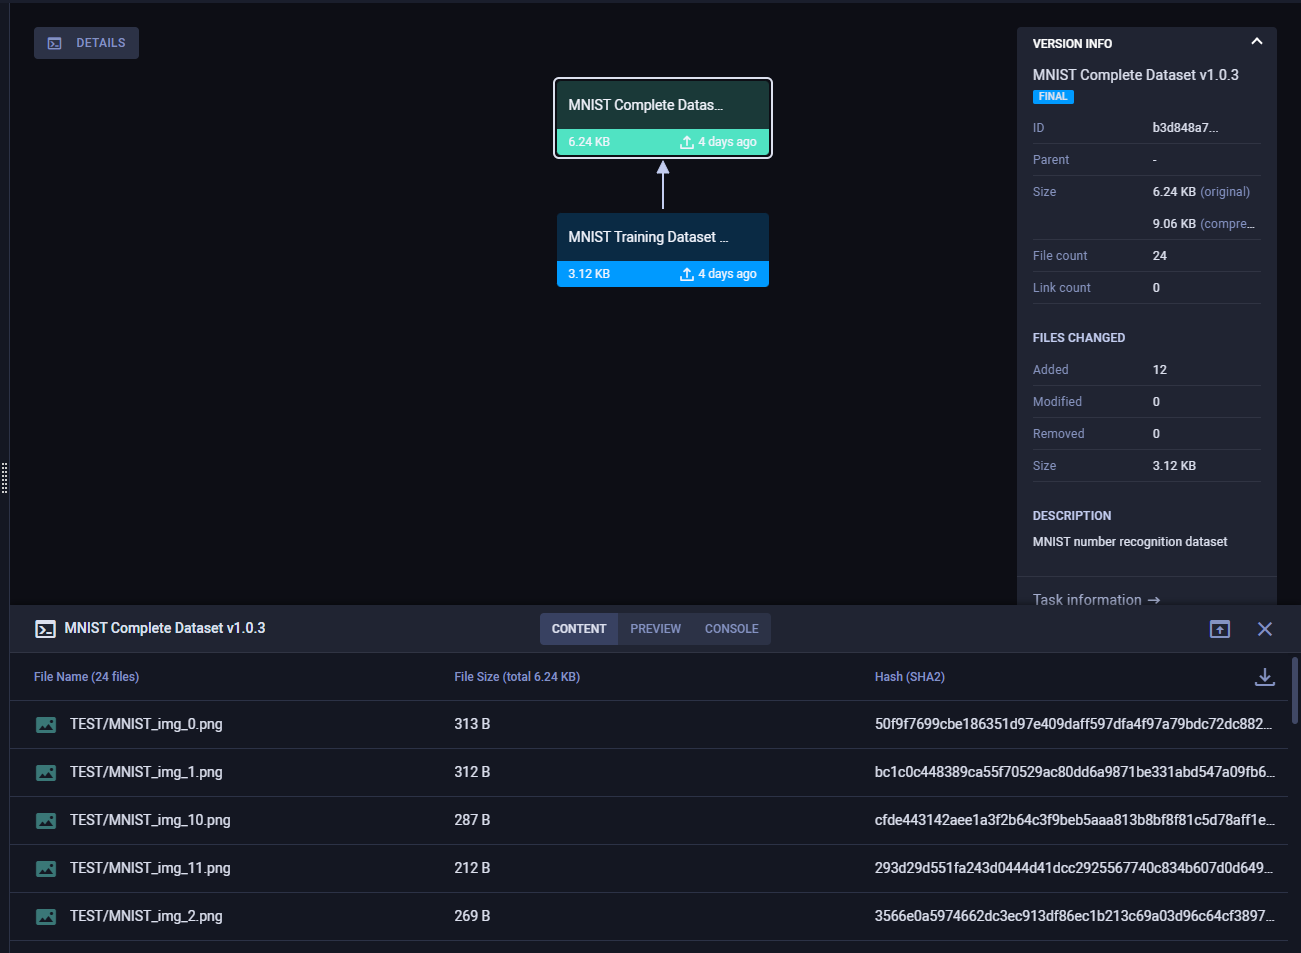 DETAILS
MNIST Complete Datas...
6.24 KB 4 days ago
MNIST Training Dataset ...
3.12 KB 4 days ago
VERSION INFO
MNIST Complete Dataset v1.0.3
FINAL
ID b3d848a7...
Parent -
Size 6.24 KB (original)
9.06 KB (compre...
File count 24
Link count 0
FILES CHANGED
Added 12
Modified 0
Removed 0
Size 3.12 KB
DESCRIPTION
MNIST number recognition dataset
Task information →
MNIST Complete Dataset v1.0.3 CONTENT PREVIEW CONSOLE
File Name (24 files) File Size (total 6.24 KB) Hash (SHA2)
TEST/MNIST_img_0.png 313 B 50f9f7699cbe186351d97e409daff597dfa4f97a79bdc72dc882...
TEST/MNIST_img_1.png 312 B bc1c0c448389ca55f70529ac80dd6a9871be331abd547a09fb6...
TEST/MNIST_img_10.png 287 B cfde443142aee1a3f2b64c3f9beb5aaa813b8bf8f81c5d78aff1e...
TEST/MNIST_img_11.png 212 B 293d29d551fa243d0444d41dcc2925567740c834b607d0d649...
TEST/MNIST_img_2.png 269 B 3566e0a5974662dc3ec913df86ec1b213c69a03d96c64cf3897...